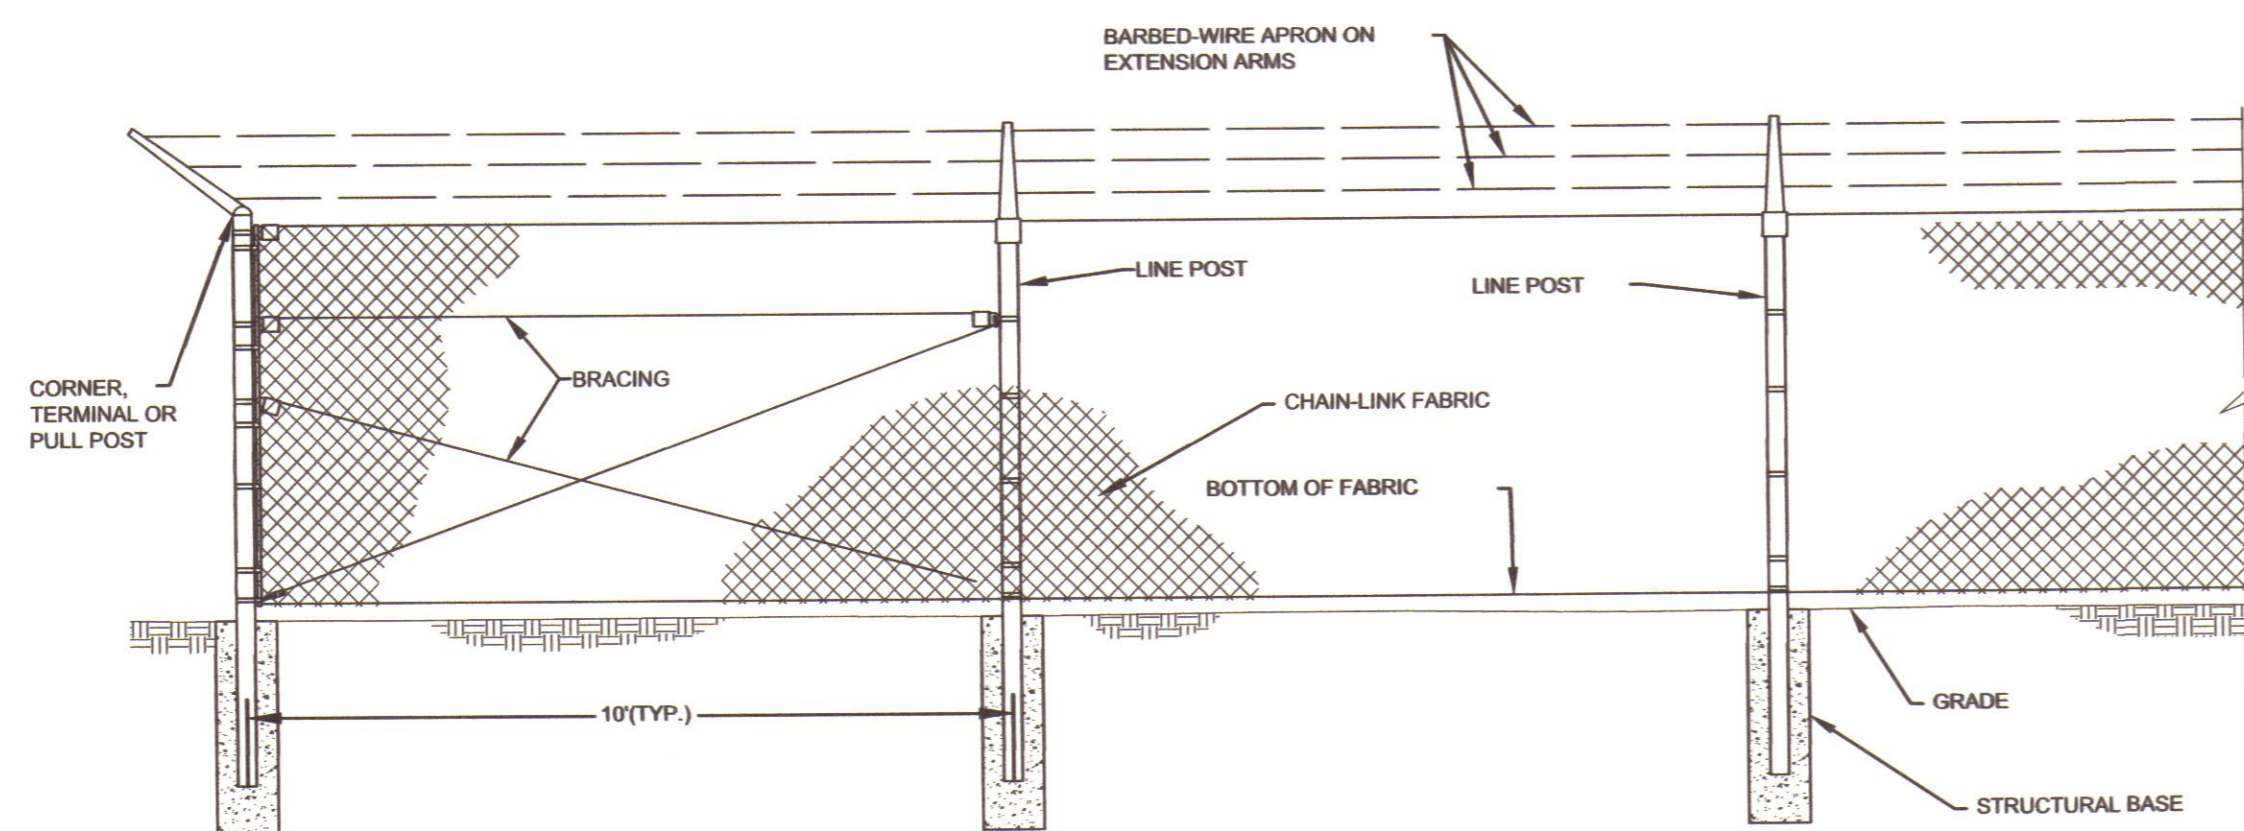 BARBED-WIRE APRON ON
EXTENSION ARMS
LINE POST
LINE POST
CORNER,
TERMINAL OR
PULL POST
BRACING
CHAIN-LINK FABRIC
BOTTOM OF FABRIC
10'(TYP.)
GRADE
STRUCTURAL BASE